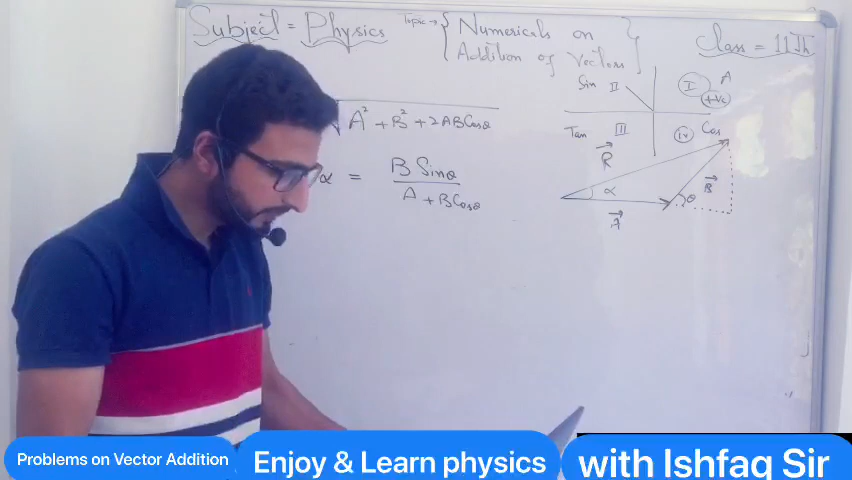 Subject = Physics
Topic → { Numericals on
Addition of Vectors }
Class = 11Th
Sin II
I A
+ve
Tan III
IV Cos
A² + B² + 2ABCosθ
α = B Sinθ
A + BCosθ
R
α
A
B
θ
Problems on Vector Addition
Enjoy & Learn physics
with Ishfaq Sir